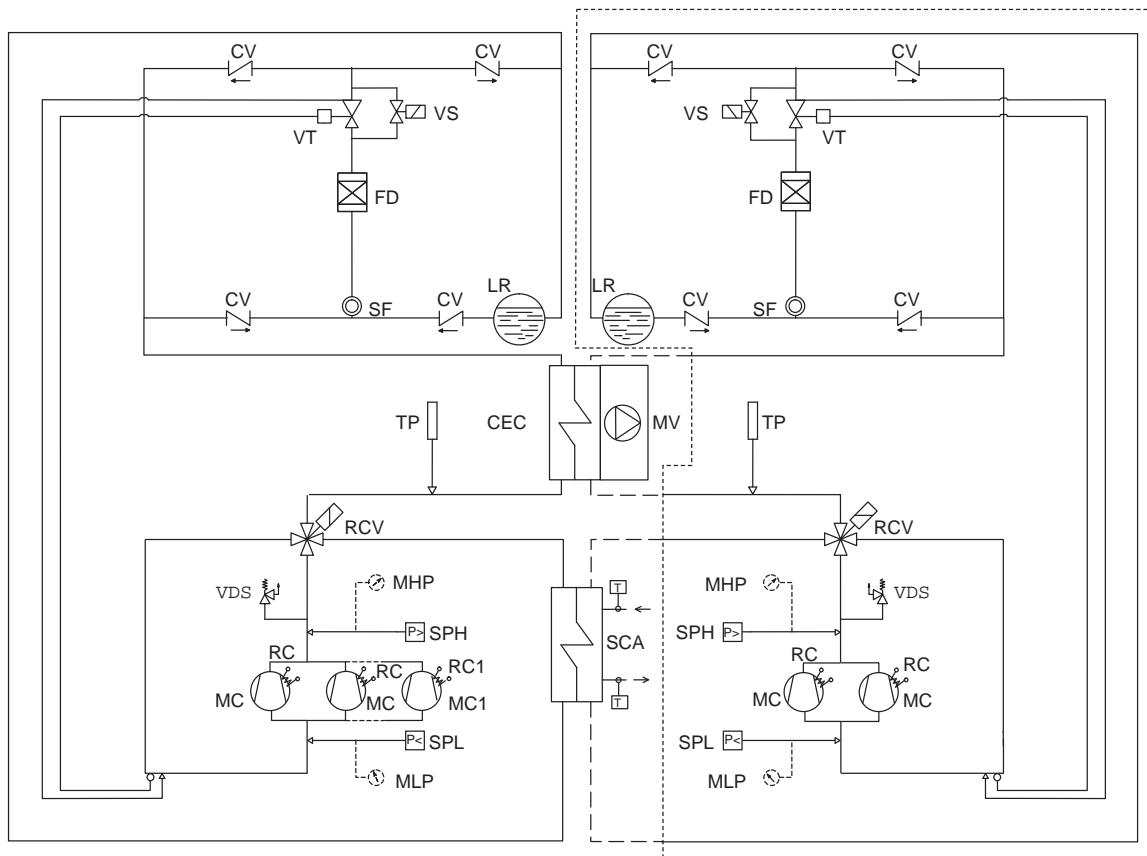 CV CV CV CV
VS VS
VT VT
FD FD
LR LR
CV SF CV CV SF CV
TP CEC MV TP
RCV RCV
VDS MHP MHP VDS
T
P> SPH SPH P>
SCA
RC RC RC1 RC RC
MC MC MC1 MC MC
T
P< SPL SPL P<
MLP MLP